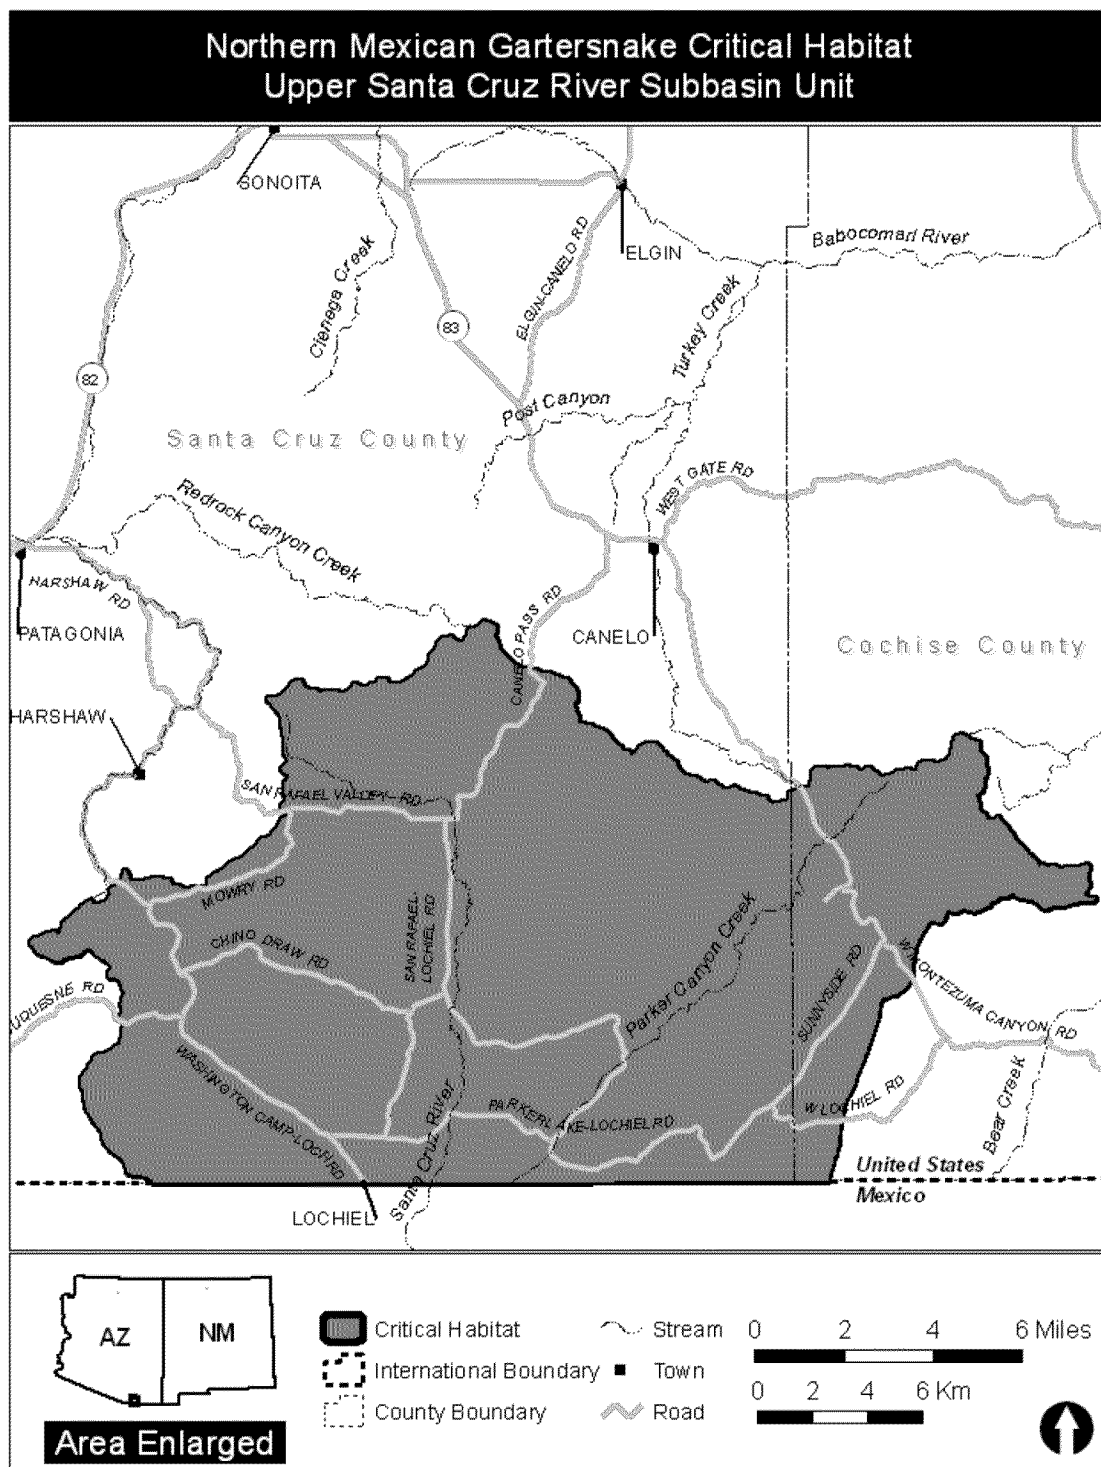 Northern Mexican Gartersnake Critical Habitat
Upper Santa Cruz River Subbasin Unit
SONOITA
ELGIN
Babocomari River
Cienega Creek
ELGIN-CANELO RD
Turkey Creek
83
82
Post Canyon
Santa Cruz County
WEST GATE RD
Redrock Canyon Creek
HARSHAW RD
PATAGONIA
CANELO PASS RD
CANELO
Cochise County
HARSHAW
SAN RAFAEL VALLEY RD
MOWRY RD
SAN RAFAEL-
LOCHIEL RD
CHINO DRAW RD
Parker Canyon Creek
SUNNYSIDE RD
W MONTEZUMA CANYON RD
UQUESNE RD
WASHINGTON CAMP-LOCH RD
Santa Cruz River
PARKER LAKE-LOCHIEL RD
W LOCHIEL RD
Bear Creek
United States
Mexico
LOCHIEL
AZ
NM
Area Enlarged
Critical Habitat
International Boundary
County Boundary
Stream
Town
Road
0 2 4 6 Miles
0 2 4 6 Km